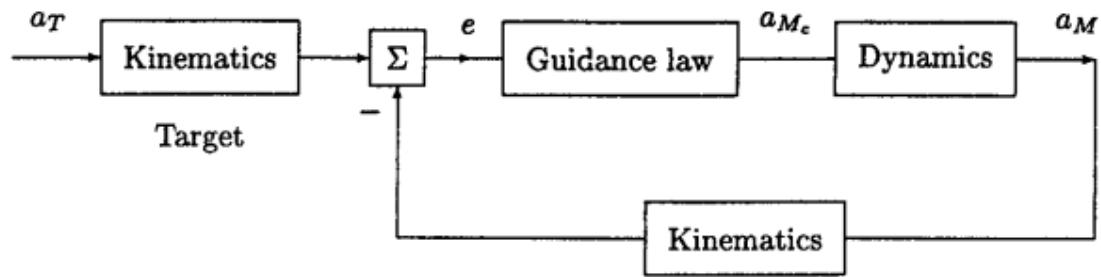 a_T
e
a_{M_c}
a_M
Kinematics
Σ
Guidance law
Dynamics
−
Target
Kinematics